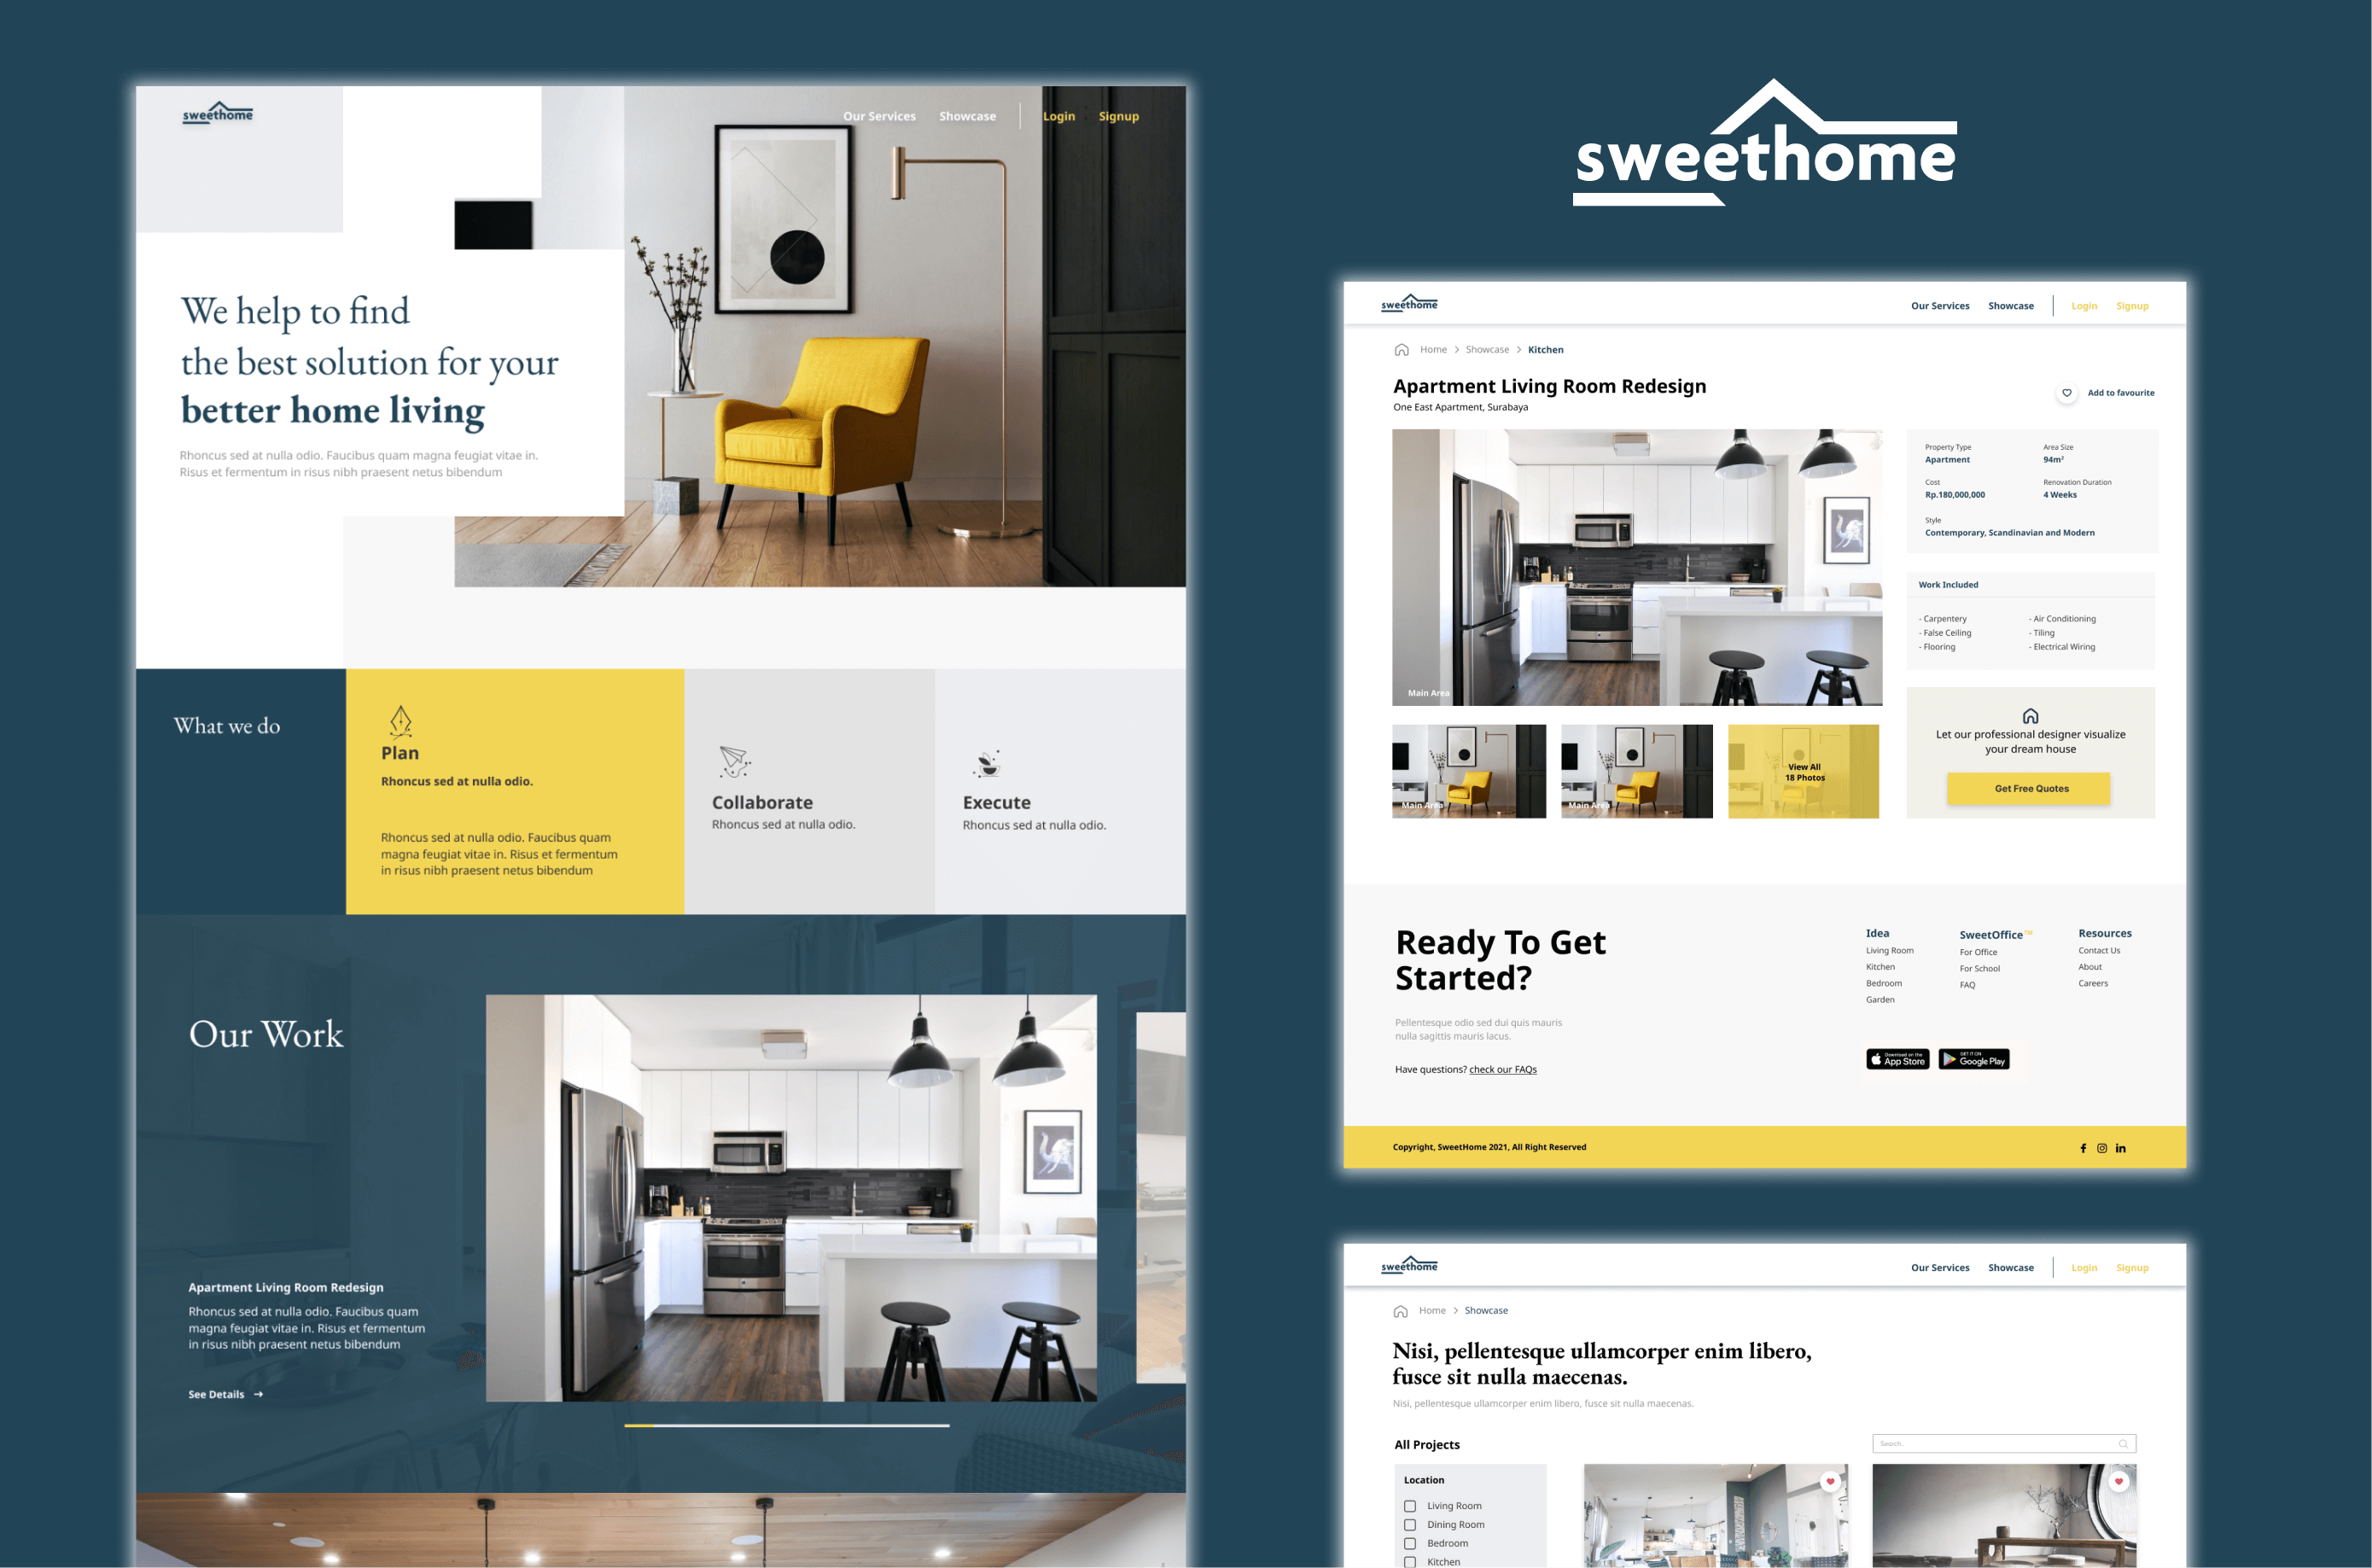 sweethome
Our Services Showcase Login Signup
We help to find
the best solution for your
better home living
Rhoncus sed at nulla odio. Faucibus quam magna feugiat vitae in.
Risus et fermentum in risus nibh praesent netus bibendum
What we do
Plan
Rhoncus sed at nulla odio.
Rhoncus sed at nulla odio. Faucibus quam
magna feugiat vitae in. Risus et fermentum
in risus nibh praesent netus bibendum
Collaborate
Rhoncus sed at nulla odio.
Execute
Rhoncus sed at nulla odio.
Our Work
Apartment Living Room Redesign
Rhoncus sed at nulla odio. Faucibus quam
magna feugiat vitae in. Risus et fermentum
in risus nibh praesent netus bibendum
See Details →
sweethome
sweethome
Our Services Showcase Login Signup
Home > Showcase > Kitchen
Apartment Living Room Redesign
One East Apartment, Surabaya
Add to favourite
Main Area
Main Area
Main Area
View All
18 Photos
Property Type
Apartment
Area Size
94m²
Cost
Rp.180,000,000
Renovation Duration
4 Weeks
Style
Contemporary, Scandinavian and Modern
Work Included
- Carpentery
- False Ceiling
- Flooring
- Air Conditioning
- Tiling
- Electrical Wiring
Let our professional designer visualize
your dream house
Get Free Quotes
Ready To Get
Started?
Pellentesque odio sed dui quis mauris
nulla sagittis mauris lacus.
Have questions? check our FAQs
Idea
Living Room
Kitchen
Bedroom
Garden
SweetOffice™
For Office
For School
FAQ
Resources
Contact Us
About
Careers
Download on the
App Store
GET IT ON
Google Play
Copyright, SweetHome 2021, All Right Reserved
sweethome
Our Services Showcase Login Signup
Home > Showcase
Nisi, pellentesque ullamcorper enim libero,
fusce sit nulla maecenas.
Nisi, pellentesque ullamcorper enim libero, fusce sit nulla maecenas.
All Projects
Search..
Location
Living Room
Dining Room
Bedroom
Kitchen